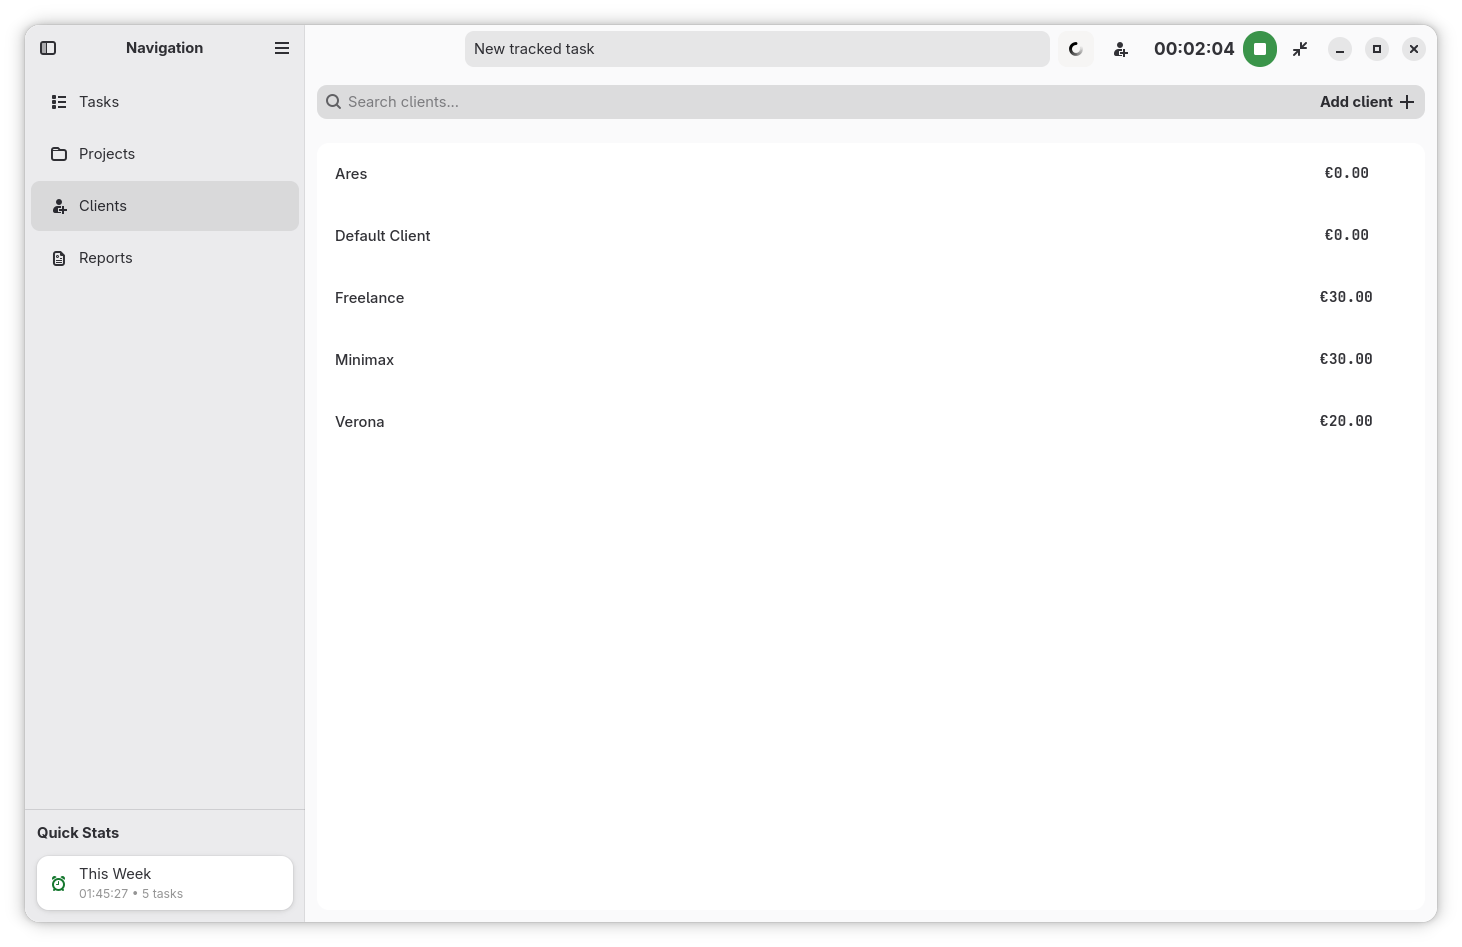 Navigation
New tracked task
00:02:04
Tasks
Projects
Clients
Reports
Search clients...
Add client
Ares €0.00
Default Client €0.00
Freelance €30.00
Minimax €30.00
Verona €20.00
Quick Stats
This Week
01:45:27 • 5 tasks